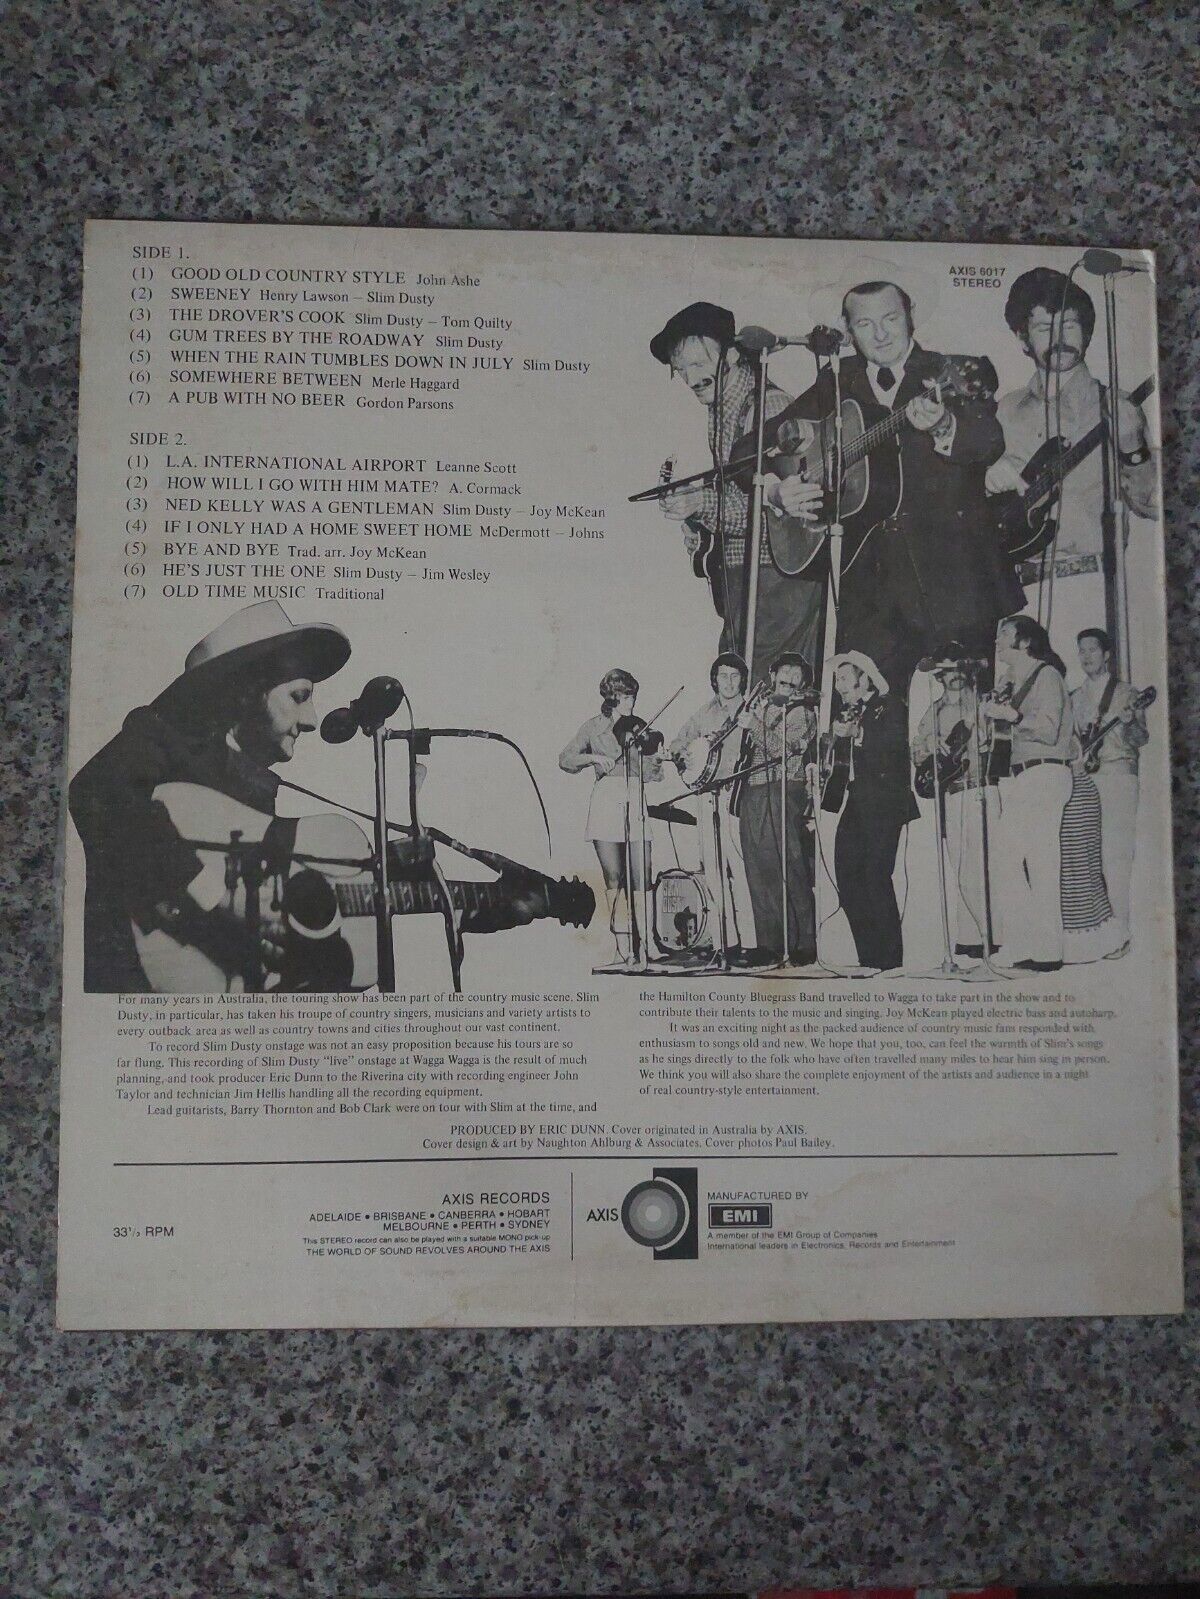 SIDE 1.
(1) GOOD OLD COUNTRY STYLE John Ashe
(2) SWEENEY Henry Lawson – Slim Dusty
(3) THE DROVER'S COOK Slim Dusty – Tom Quilty
(4) GUM TREES BY THE ROADWAY Slim Dusty
(5) WHEN THE RAIN TUMBLES DOWN IN JULY Slim Dusty
(6) SOMEWHERE BETWEEN Merle Haggard
(7) A PUB WITH NO BEER Gordon Parsons
SIDE 2.
(1) L.A. INTERNATIONAL AIRPORT Leanne Scott
(2) HOW WILL I GO WITH HIM MATE? A. Cormack
(3) NED KELLY WAS A GENTLEMAN Slim Dusty – Joy McKean
(4) IF I ONLY HAD A HOME SWEET HOME McDermott – Johns
(5) BYE AND BYE Trad. arr. Joy McKean
(6) HE'S JUST THE ONE Slim Dusty – Jim Wesley
(7) OLD TIME MUSIC Traditional
AXIS 6017
STEREO
For many years in Australia, the touring show has been part of the country music scene. Slim
Dusty, in particular, has taken his troupe of country singers, musicians and variety artists to
every outback area as well as country towns and cities throughout our vast continent.
To record Slim Dusty onstage was not an easy proposition because his tours are so
far flung. This recording of Slim Dusty "live" onstage at Wagga Wagga is the result of much
planning, and took producer Eric Dunn to the Riverina city with recording engineer John
Taylor and technician Jim Hellis handling all the recording equipment.
Lead guitarists, Barry Thornton and Bob Clark were on tour with Slim at the time, and
the Hamilton County Bluegrass Band travelled to Wagga to take part in the show and to
contribute their talents to the music and singing. Joy McKean played electric bass and autoharp.
It was an exciting night as the packed audience of country music fans responded with
enthusiasm to songs old and new. We hope that you, too, can feel the warmth of Slim's songs
as he sings directly to the folk who have often travelled many miles to hear him sing in person.
We think you will also share the complete enjoyment of the artists and audience in a night
of real country-style entertainment.
PRODUCED BY ERIC DUNN. Cover originated in Australia by AXIS.
Cover design & art by Naughton Ahlburg & Associates. Cover photos Paul Bailey.
33⅓ RPM
AXIS RECORDS
ADELAIDE • BRISBANE • CANBERRA • HOBART
MELBOURNE • PERTH • SYDNEY
This STEREO record can also be played with a suitable MONO pick-up
THE WORLD OF SOUND REVOLVES AROUND THE AXIS
AXIS
MANUFACTURED BY
EMI
A member of the EMI Group of Companies
International leaders in Electronics, Records and Entertainment